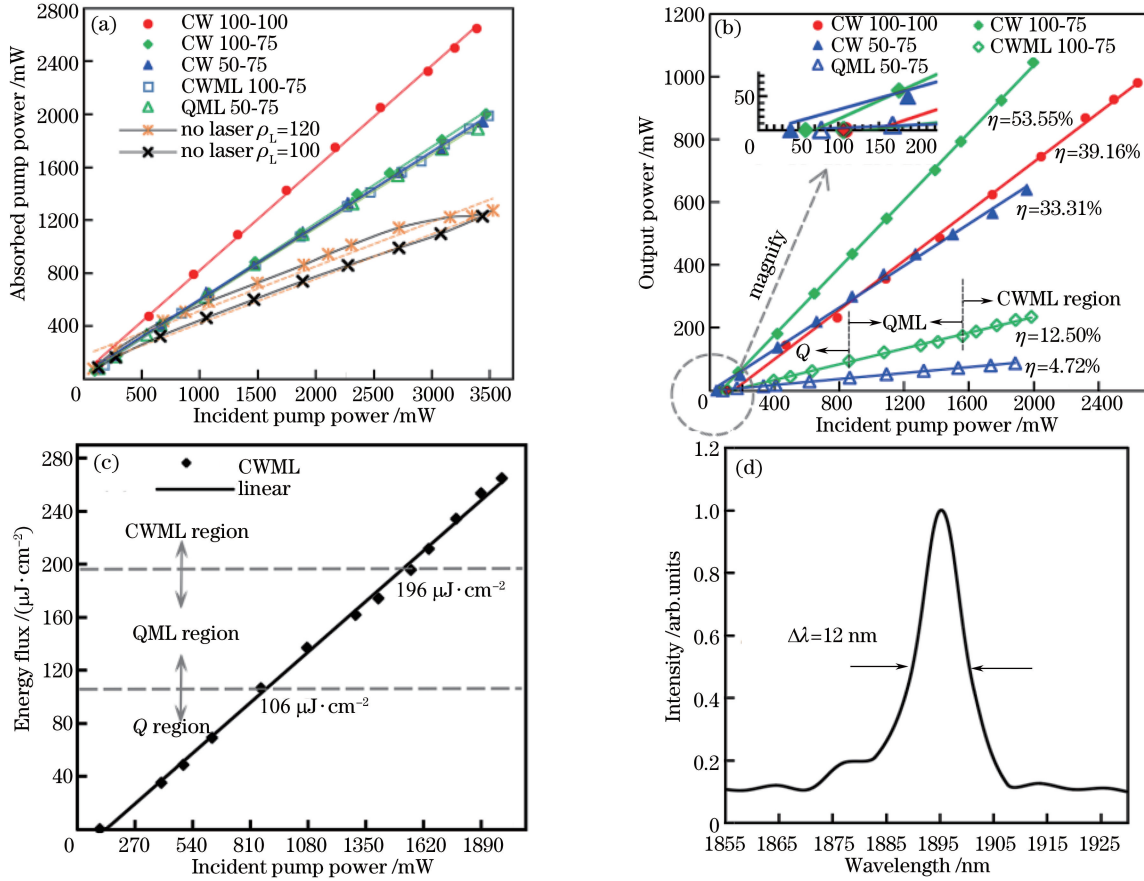 (a)
CW 100-100
CW 100-75
CW 50-75
CWML 100-75
QML 50-75
no laser ρL=120
no laser ρL=100
Absorbed pump power /mW
2800
2400
2000
1600
1200
800
400
0
500
1000
1500
2000
2500
3000
3500
Incident pump power /mW
(b)
CW 100-100
CW 50-75
QML 50-75
CW 100-75
CWML 100-75
Output power /mW
1200
1000
800
600
400
200
0
50
0
50
100
150
200
magnify
η=53.55%
η=39.16%
η=33.31%
CWML region
QML
Q
η=12.50%
η=4.72%
0
400
800
1200
1600
2000
2400
Incident pump power /mW
(c)
CWML
linear
Energy flux /(μJ·cm⁻²)
280
240
200
160
120
80
40
CWML region
196 μJ·cm⁻²
QML region
106 μJ·cm⁻²
Q region
0
270
540
810
1080
1350
1620
1890
Incident pump power /mW
(d)
Intensity /arb.units
1.2
1.0
0.8
0.6
0.4
0.2
0
Δλ=12 nm
1855
1865
1875
1885
1895
1905
1915
1925
Wavelength /nm